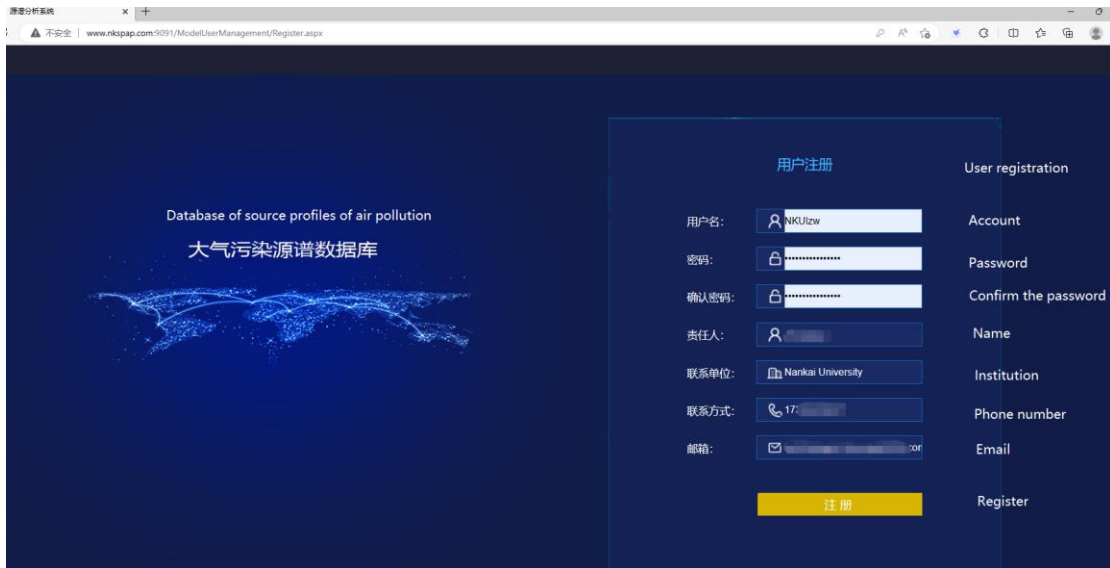 源谱分析系统
不安全 | www.nkspap.com:9091/ModelUserManagement/Register.aspx
用户注册 User registration
Database of source profiles of air pollution
大气污染源谱数据库
用户名: NKUlzw Account
密码: •••••••••••••••• Password
确认密码: •••••••••••••••• Confirm the password
责任人: Name
联系单位: Nankai University Institution
联系方式: 17 Phone number
邮箱: Email
注 册 Register